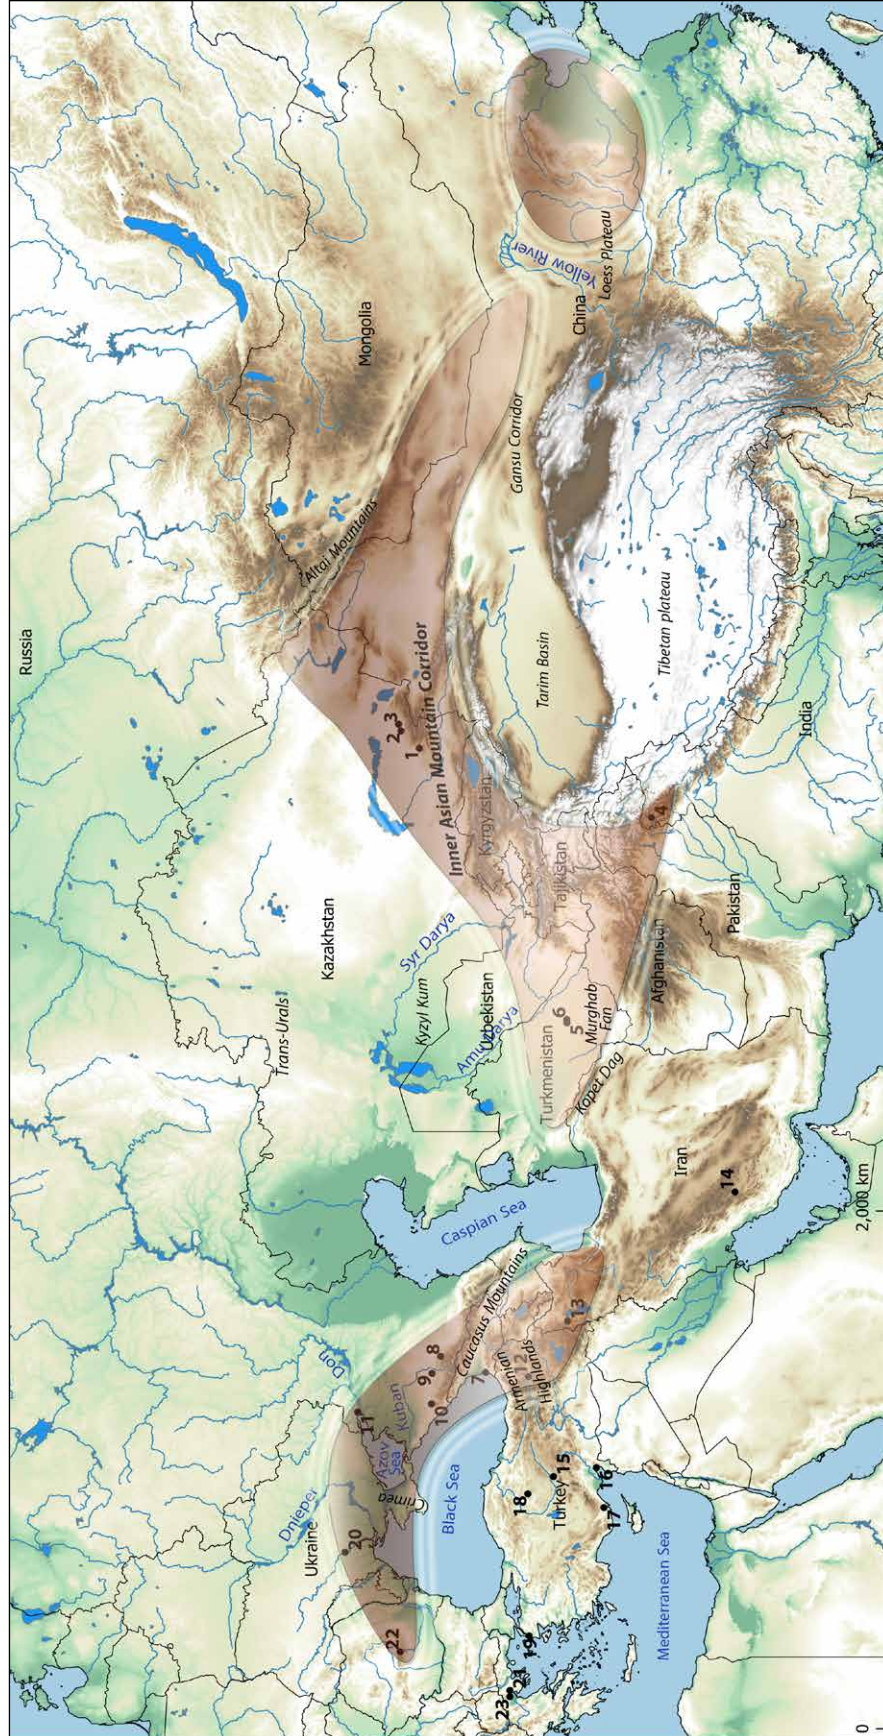 Russia
Altai Mountains
Mongolia
Trans-Urals
Kazakhstan
Ukraine
Dnieper
Don
22
20
11
Azov
Sea
Kuban
Crimea
Black Sea
10
9
8
Caucasus Mountains
7
Caspian Sea
Kyzyl Kum
Syr Darya
Amu Darya
Uzbekistan
Inner Asian Mountain Corridor
1
2
3
Kyrgyzstan
Gansu Corridor
Yellow River
China
Loess Plateau
Tarim Basin
Tajikistan
Turkmenistan
6
5
Murghab
Fan
Kopet Dag
Armenian
Highlands
12
13
23
21
19
18
Turkey
15
17
16
Afghanistan
4
Tibetan plateau
Iran
14
Pakistan
India
Mediterranean Sea
0
2,000 km